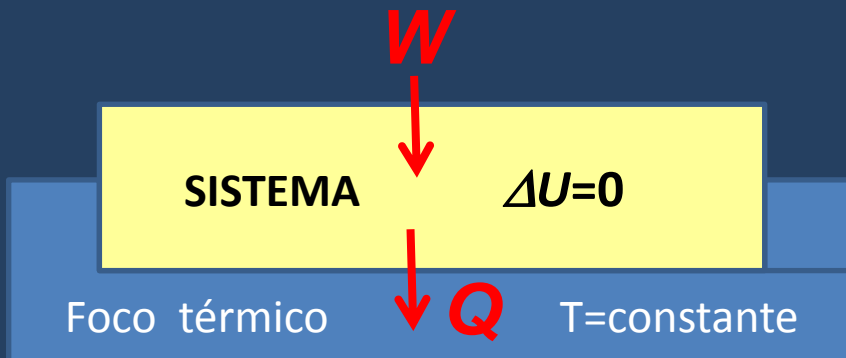 W
SISTEMA ΔU=0
Foco térmico Q T=constante